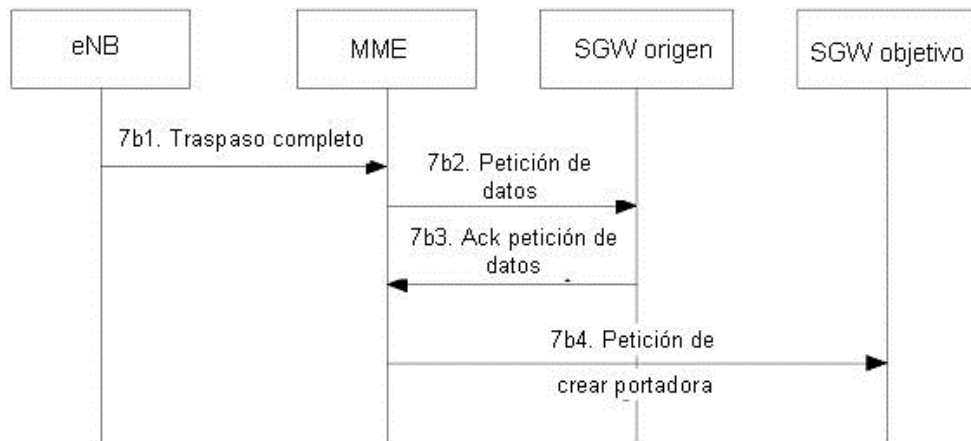 eNB
MME
SGW origen
SGW objetivo
7b1. Traspaso completo
7b2. Petición de
datos
7b3. Ack petición de
datos
7b4. Petición de
crear portadora